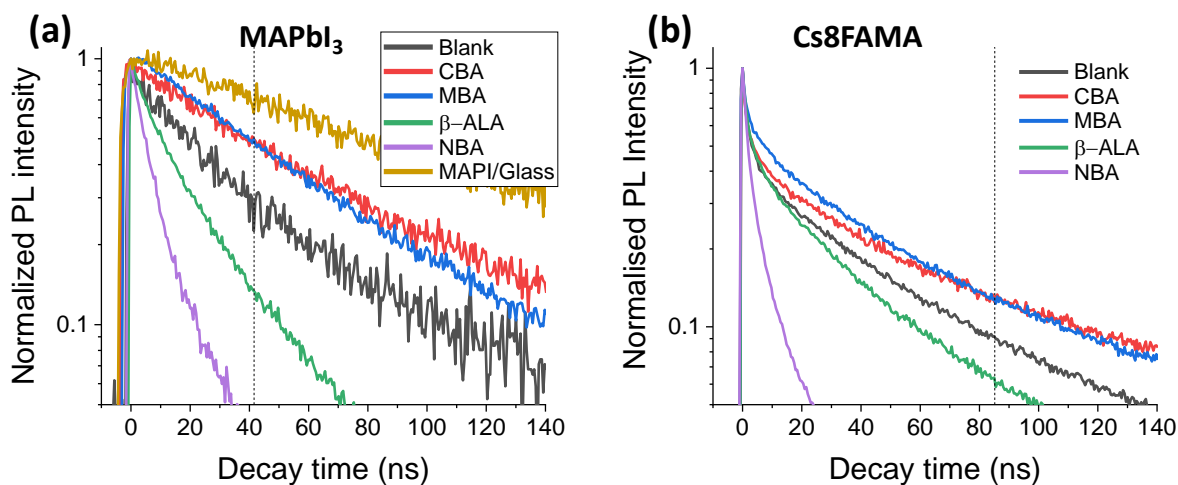 (a)
MAPbI₃
Normalized PL intensity
1
0.1
Blank
CBA
MBA
β−ALA
NBA
MAPI/Glass
0 20 40 60 80 100 120 140
Decay time (ns)
(b)
Cs8FAMA
Normalised PL Intensity
1
0.1
Blank
CBA
MBA
β−ALA
NBA
0 20 40 60 80 100 120 140
Decay time (ns)